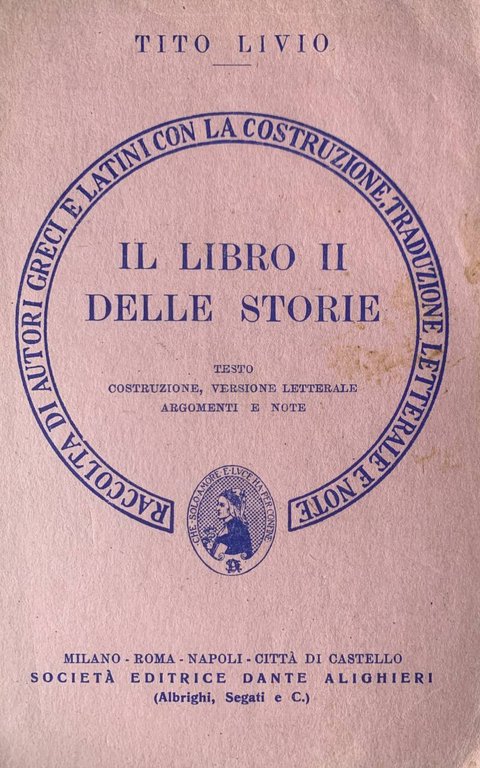 TITO LIVIO
RACCOLTA DI AUTORI GRECI E LATINI CON LA COSTRUZIONE, TRADUZIONE LETTERALE E NOTE
IL LIBRO II
DELLE STORIE
TESTO
COSTRUZIONE, VERSIONE LETTERALE
ARGOMENTI E NOTE
CHE SOLO AMORE E LUCE HA PER CONFINE
MILANO - ROMA - NAPOLI - CITTÀ DI CASTELLO
SOCIETÀ EDITRICE DANTE ALIGHIERI
(Albrighi, Segati e C.)